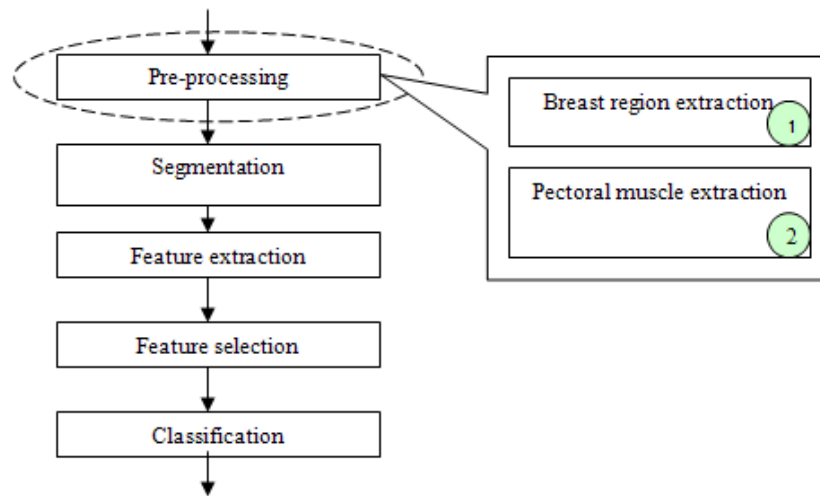 Pre-processing
Segmentation
Feature extraction
Feature selection
Classification
Breast region extraction
1
Pectoral muscle extraction
2